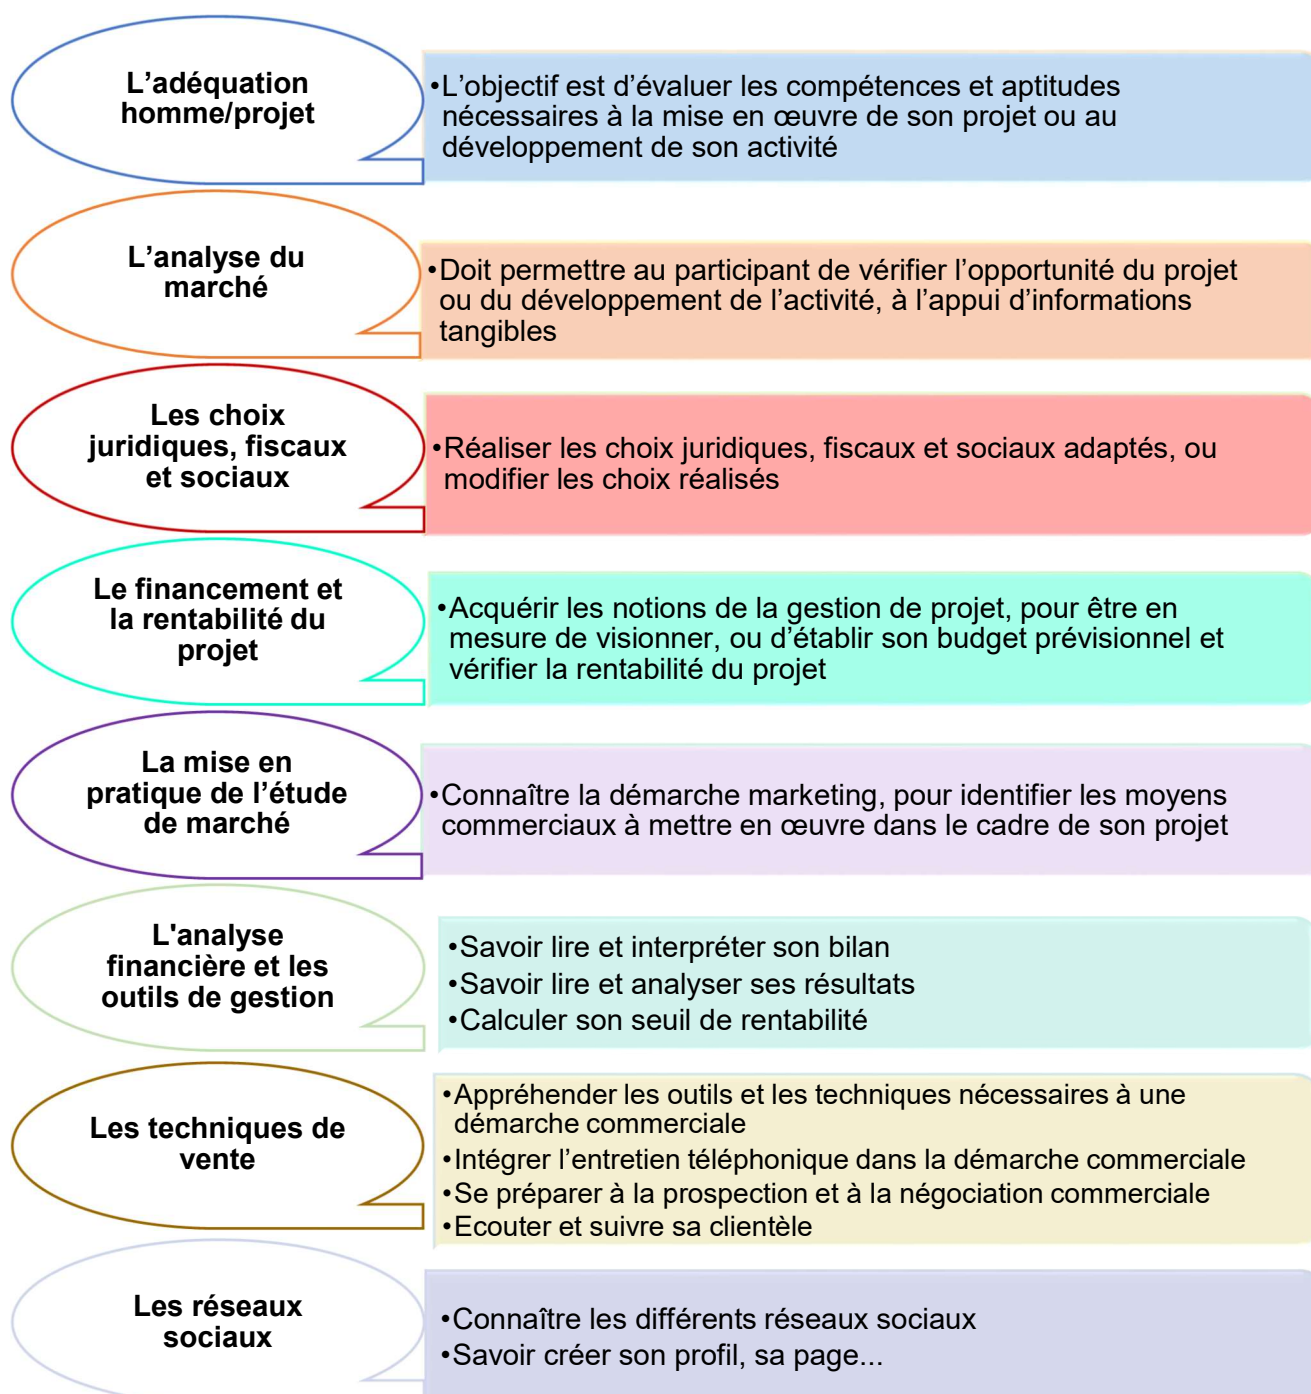 L’adéquation
homme/projet
•L’objectif est d’évaluer les compétences et aptitudes
nécessaires à la mise en œuvre de son projet ou au
développement de son activité
L’analyse du
marché
•Doit permettre au participant de vérifier l’opportunité du projet
ou du développement de l’activité, à l’appui d’informations
tangibles
Les choix
juridiques, fiscaux
et sociaux
•Réaliser les choix juridiques, fiscaux et sociaux adaptés, ou
modifier les choix réalisés
Le financement et
la rentabilité du
projet
•Acquérir les notions de la gestion de projet, pour être en
mesure de visionner, ou d’établir son budget prévisionnel et
vérifier la rentabilité du projet
La mise en
pratique de l’étude
de marché
•Connaître la démarche marketing, pour identifier les moyens
commerciaux à mettre en œuvre dans le cadre de son projet
L'analyse
financière et les
outils de gestion
•Savoir lire et interpréter son bilan
•Savoir lire et analyser ses résultats
•Calculer son seuil de rentabilité
Les techniques de
vente
•Appréhender les outils et les techniques nécessaires à une
démarche commerciale
•Intégrer l’entretien téléphonique dans la démarche commerciale
•Se préparer à la prospection et à la négociation commerciale
•Ecouter et suivre sa clientèle
Les réseaux
sociaux
•Connaître les différents réseaux sociaux
•Savoir créer son profil, sa page...